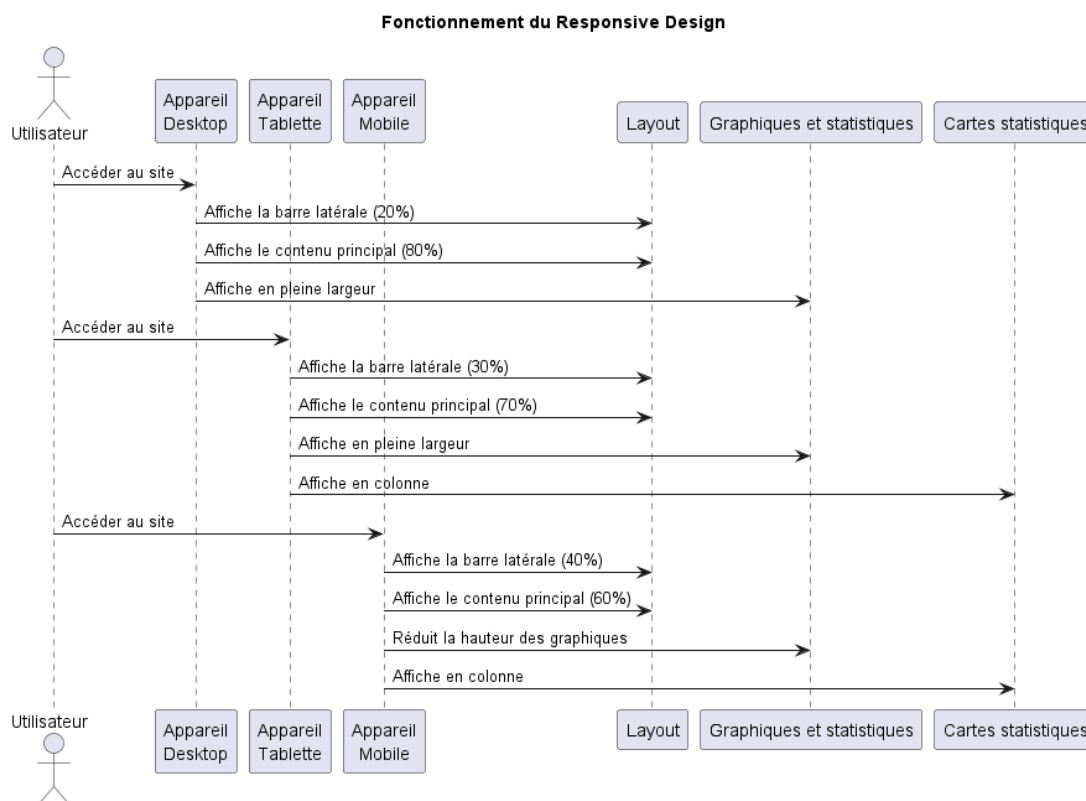 Fonctionnement du Responsive Design
Utilisateur
Appareil
Desktop
Appareil
Tablette
Appareil
Mobile
Layout
Graphiques et statistiques
Cartes statistiques
Accéder au site
Affiche la barre latérale (20%)
Affiche le contenu principal (80%)
Affiche en pleine largeur
Accéder au site
Affiche la barre latérale (30%)
Affiche le contenu principal (70%)
Affiche en pleine largeur
Affiche en colonne
Accéder au site
Affiche la barre latérale (40%)
Affiche le contenu principal (60%)
Réduit la hauteur des graphiques
Affiche en colonne
Utilisateur
Appareil
Desktop
Appareil
Tablette
Appareil
Mobile
Layout
Graphiques et statistiques
Cartes statistiques